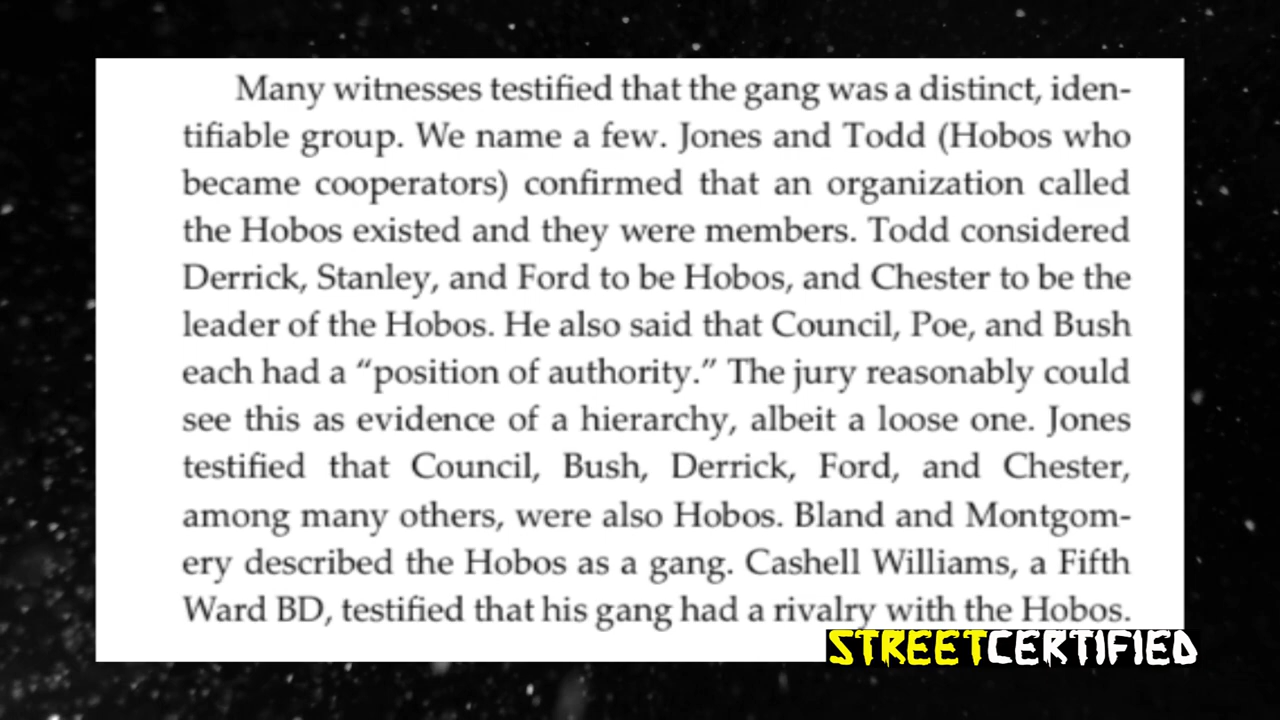 Many witnesses testified that the gang was a distinct, iden-
tifiable group. We name a few. Jones and Todd (Hobos who
became cooperators) confirmed that an organization called
the Hobos existed and they were members. Todd considered
Derrick, Stanley, and Ford to be Hobos, and Chester to be the
leader of the Hobos. He also said that Council, Poe, and Bush
each had a “position of authority.” The jury reasonably could
see this as evidence of a hierarchy, albeit a loose one. Jones
testified that Council, Bush, Derrick, Ford, and Chester,
among many others, were also Hobos. Bland and Montgom-
ery described the Hobos as a gang. Cashell Williams, a Fifth
Ward BD, testified that his gang had a rivalry with the Hobos.
STREETCERTIFIED